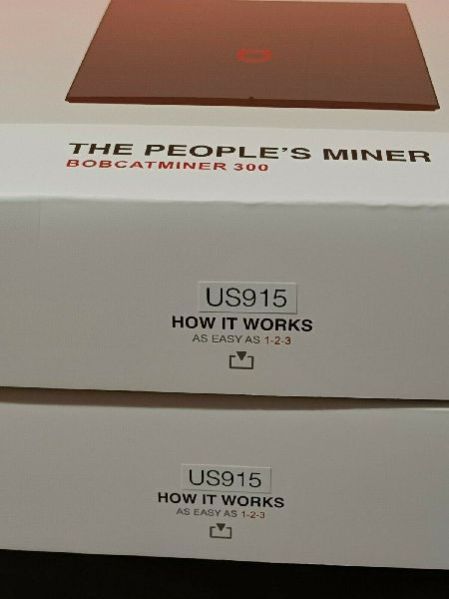 THE PEOPLE'S MINER
BOBCATMINER 300
US915
HOW IT WORKS
AS EASY AS 1-2-3
US915
HOW IT WORKS
AS EASY AS 1-2-3